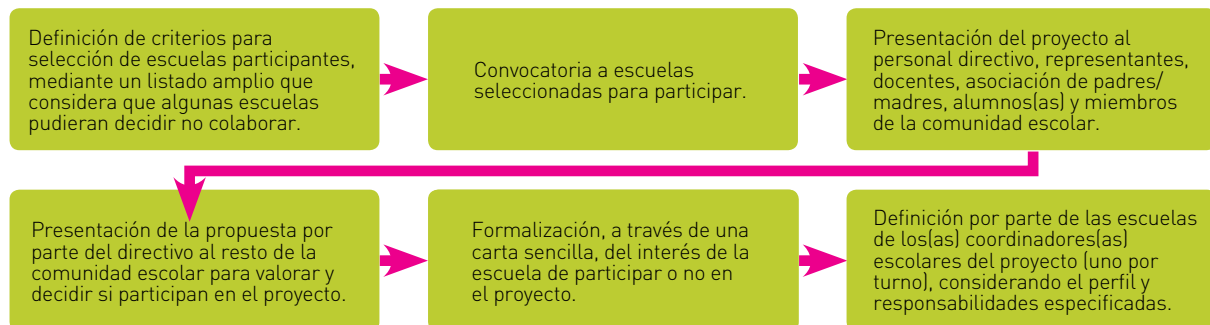 Definición de criterios para
selección de escuelas participantes,
mediante un listado amplio que
considera que algunas escuelas
pudieran decidir no colaborar.
Convocatoria a escuelas
seleccionadas para participar.
Presentación del proyecto al
personal directivo, representantes,
docentes, asociación de padres/
madres, alumnos(as) y miembros
de la comunidad escolar.
Presentación de la propuesta por
parte del directivo al resto de la
comunidad escolar para valorar y
decidir si participan en el proyecto.
Formalización, a través de una
carta sencilla, del interés de la
escuela de participar o no en
el proyecto.
Definición por parte de las escuelas
de los(as) coordinadores(as)
escolares del proyecto (uno por
turno), considerando el perfil y
responsabilidades especificadas.